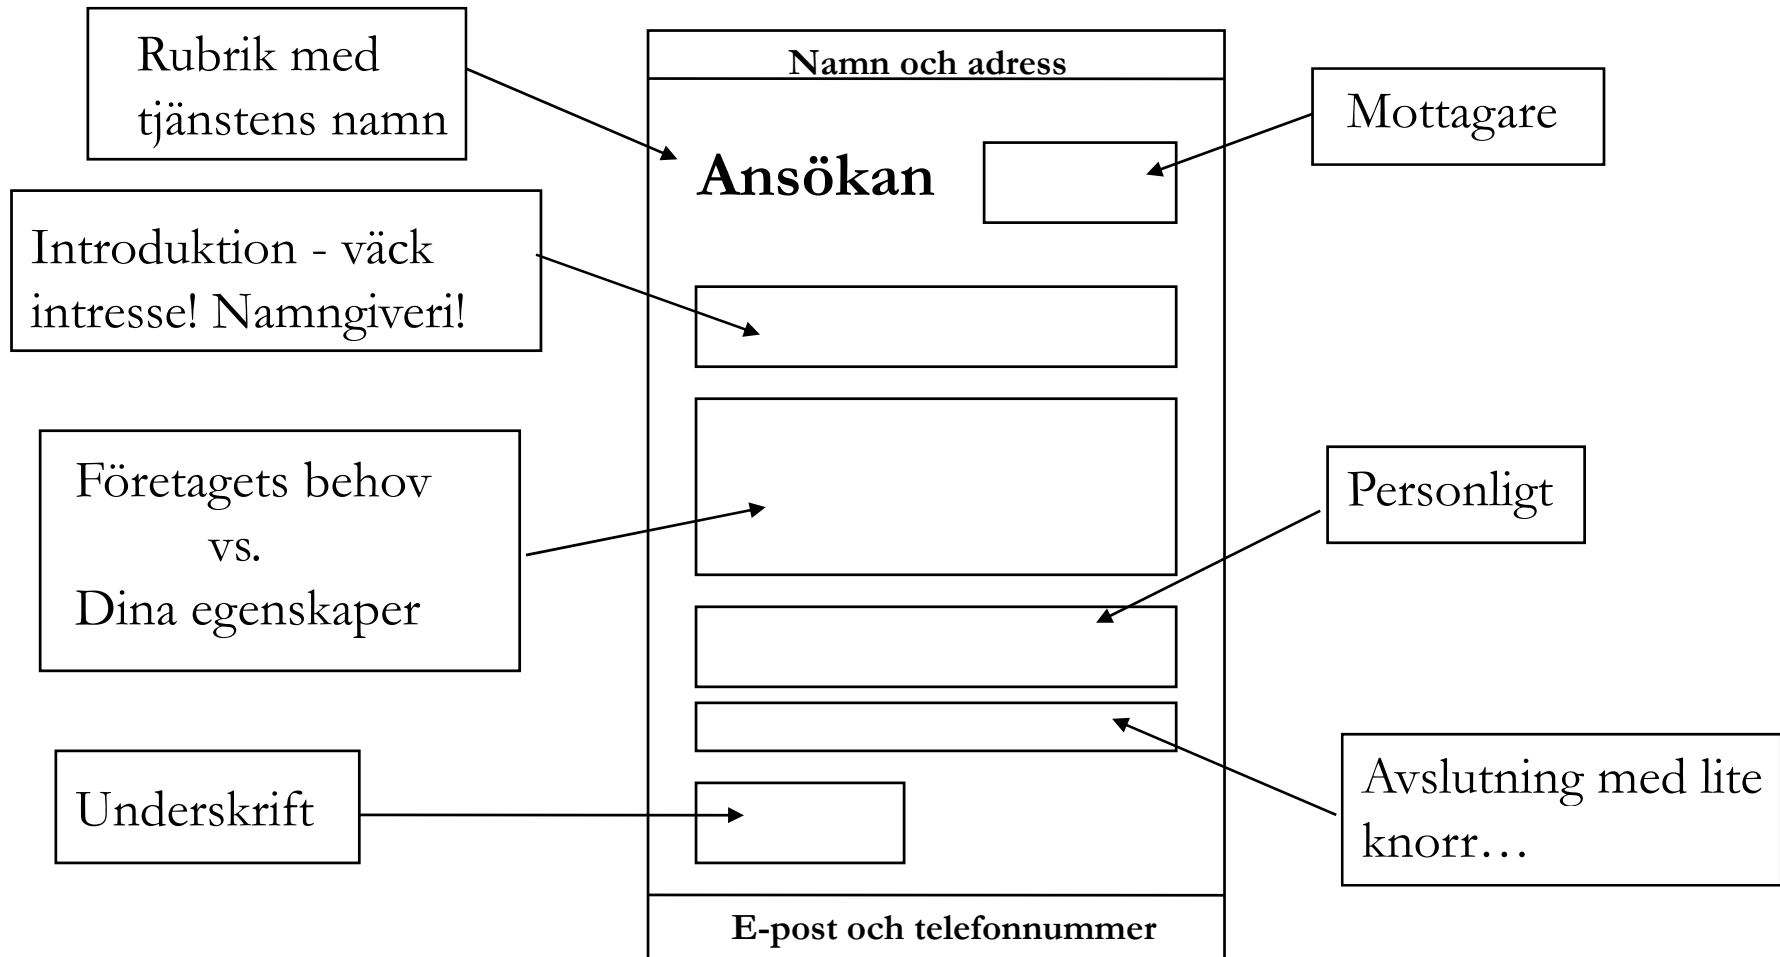 Rubrik med
tjänstens namn
Namn och adress
Mottagare
Ansökan
Introduktion - väck
intresse! Namngiveri!
Företagets behov
vs.
Dina egenskaper
Personligt
Underskrift
Avslutning med lite
knorr…
E-post och telefonnummer